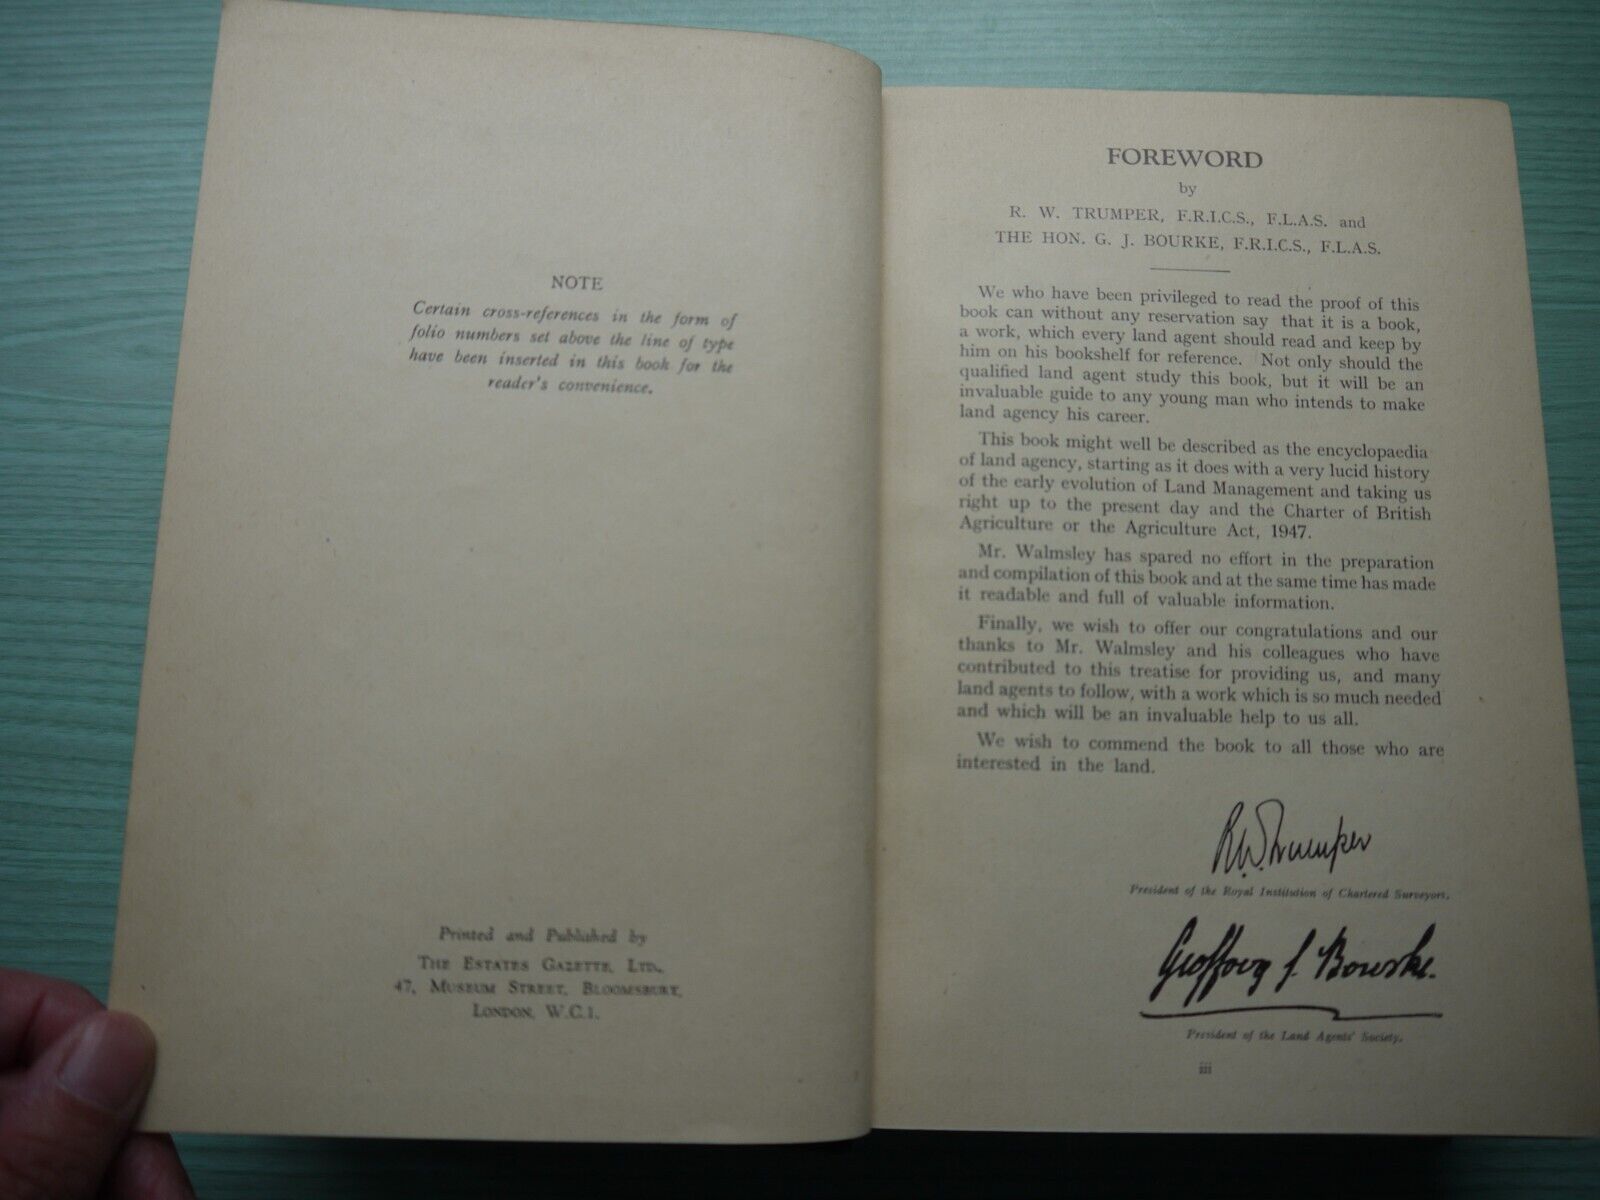 NOTE
Certain cross-references in the form of
folio numbers set above the line of type
have been inserted in this book for the
reader's convenience.
Printed and Published by
THE ESTATES GAZETTE, LTD.,
47, MUSEUM STREET, BLOOMSBURY,
LONDON, W.C.1.
FOREWORD
by
R. W. TRUMPER, F.R.I.C.S., F.L.A.S. and
THE HON. G. J. BOURKE, F.R.I.C.S., F.L.A.S.
We who have been privileged to read the proof of this
book can without any reservation say that it is a book,
a work, which every land agent should read and keep by
him on his bookshelf for reference. Not only should the
qualified land agent study this book, but it will be an
invaluable guide to any young man who intends to make
land agency his career.
This book might well be described as the encyclopaedia
of land agency, starting as it does with a very lucid history
of the early evolution of Land Management and taking us
right up to the present day and the Charter of British
Agriculture or the Agriculture Act, 1947.
Mr. Walmsley has spared no effort in the preparation
and compilation of this book and at the same time has made
it readable and full of valuable information.
Finally, we wish to offer our congratulations and our
thanks to Mr. Walmsley and his colleagues who have
contributed to this treatise for providing us, and many
land agents to follow, with a work which is so much needed
and which will be an invaluable help to us all.
We wish to commend the book to all those who are
interested in the land.
R.W. Trumper
President of the Royal Institution of Chartered Surveyors.
Geoffrey J. Bourke.
President of the Land Agents' Society.
iii